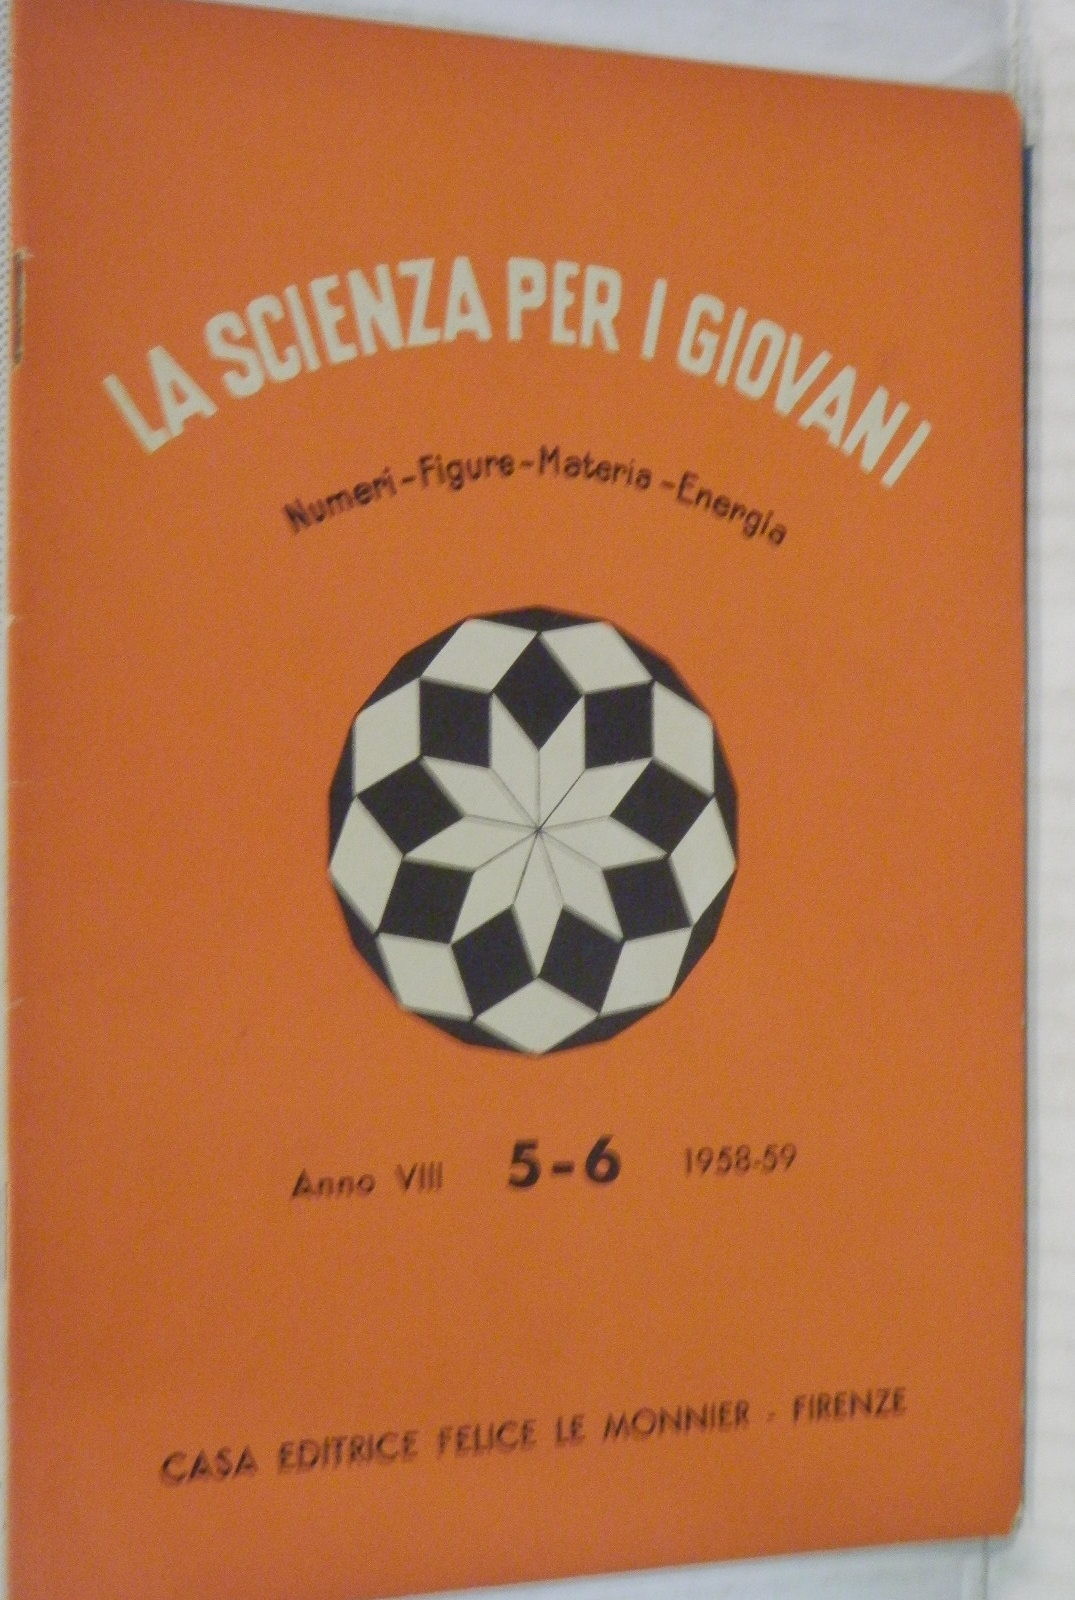 LA SCIENZA PER I GIOVANI
Numeri-Figure-Materia-Energia
Anno VIII 5-6 1958-59
CASA EDITRICE FELICE LE MONNIER - FIRENZE